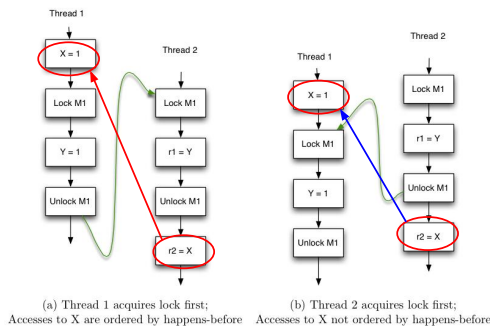 Thread 1
X = 1
Lock M1
Y = 1
Unlock M1
Thread 2
Lock M1
r1 = Y
Unlock M1
r2 = X
(a) Thread 1 acquires lock first;
Accesses to X are ordered by happens-before
Thread 1
X = 1
Lock M1
Y = 1
Unlock M1
Thread 2
Lock M1
r1 = Y
Unlock M1
r2 = X
(b) Thread 2 acquires lock first;
Accesses to X not ordered by happens-before